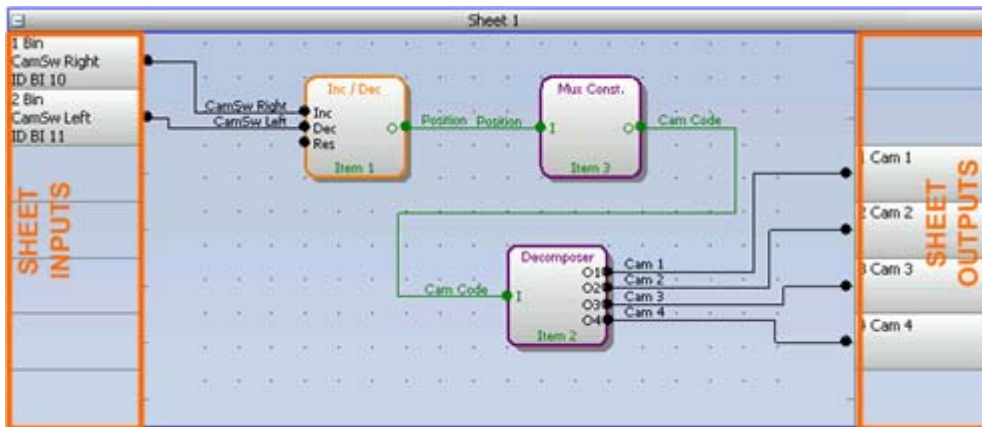 Sheet 1
1 Bin
CamSw Right
ID BI 10
2 Bin
CamSw Left
ID BI 11
SHEET
INPUTS
CamSw Right
CamSw Left
Inc / Dec
Inc
Dec
Res
O
Item 1
Position
Position
Mux Const.
I
O
Item 3
Cam Code
Cam Code
Decomposer
I
O1
O2
O3
O4
Item 2
Cam 1
Cam 2
Cam 3
Cam 4
1 Cam 1
2 Cam 2
3 Cam 3
4 Cam 4
SHEET
OUTPUTS